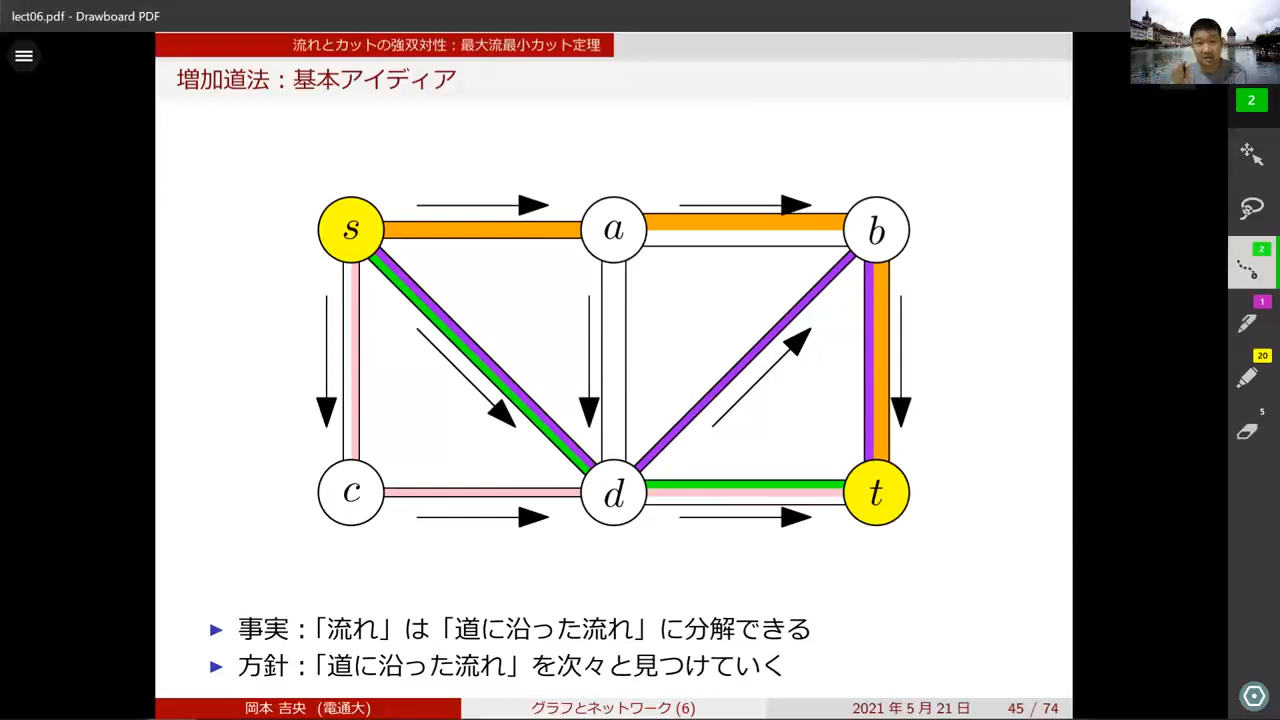 lect06.pdf - Drawboard PDF
流れとカットの強双対性：最大流最小カット定理
増加道法：基本アイディア
2
s
a
b
2
1
20
5
c
d
t
▶ 事実：「流れ」は「道に沿った流れ」に分解できる
▶ 方針：「道に沿った流れ」を次々と見つけていく
岡本 吉央 (電通大)
グラフとネットワーク (6)
2021 年 5 月 21 日
45 / 74